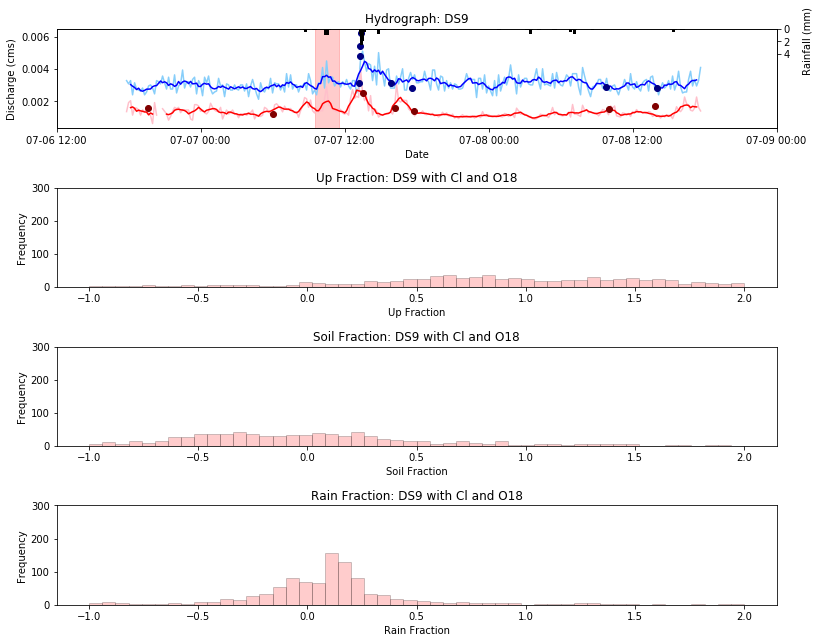 Hydrograph: DS9
0.006
0.004
0.002
Discharge (cms)
0
2
4
Rainfall (mm)
07-06 12:00 07-07 00:00 07-07 12:00 07-08 00:00 07-08 12:00 07-09 00:00
Date
Up Fraction: DS9 with Cl and O18
300
200
100
0
Frequency
−1.0 −0.5 0.0 0.5 1.0 1.5 2.0
Up Fraction
Soil Fraction: DS9 with Cl and O18
300
200
100
0
Frequency
−1.0 −0.5 0.0 0.5 1.0 1.5 2.0
Soil Fraction
Rain Fraction: DS9 with Cl and O18
300
200
100
0
Frequency
−1.0 −0.5 0.0 0.5 1.0 1.5 2.0
Rain Fraction